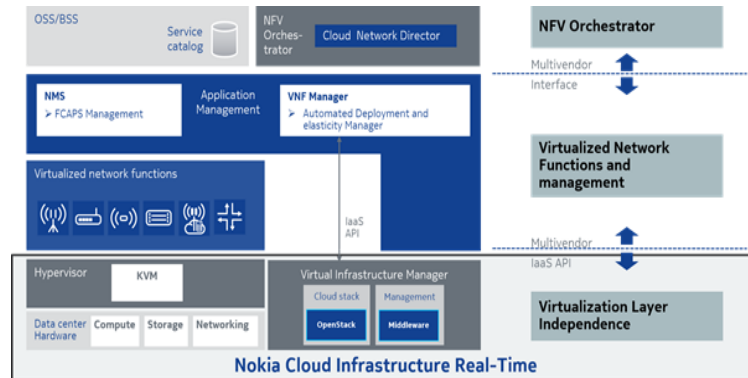 OSS/BSS
Service
catalog
NFV
Orches-
trator
Cloud Network Director
NFV Orchestrator
Multivendor
Interface
NMS
➢ FCAPS Management
Application
Management
VNF Manager
➢ Automated Deployment and
elasticity Manager
Virtualized Network
Functions and
management
Virtualized network functions
IaaS
API
Multivendor
IaaS API
Hypervisor
KVM
Virtual Infrastructure Manager
Cloud stack
OpenStack
Management
Middleware
Data center
Hardware
Compute
Storage
Networking
Virtualization Layer
Independence
Nokia Cloud Infrastructure Real-Time